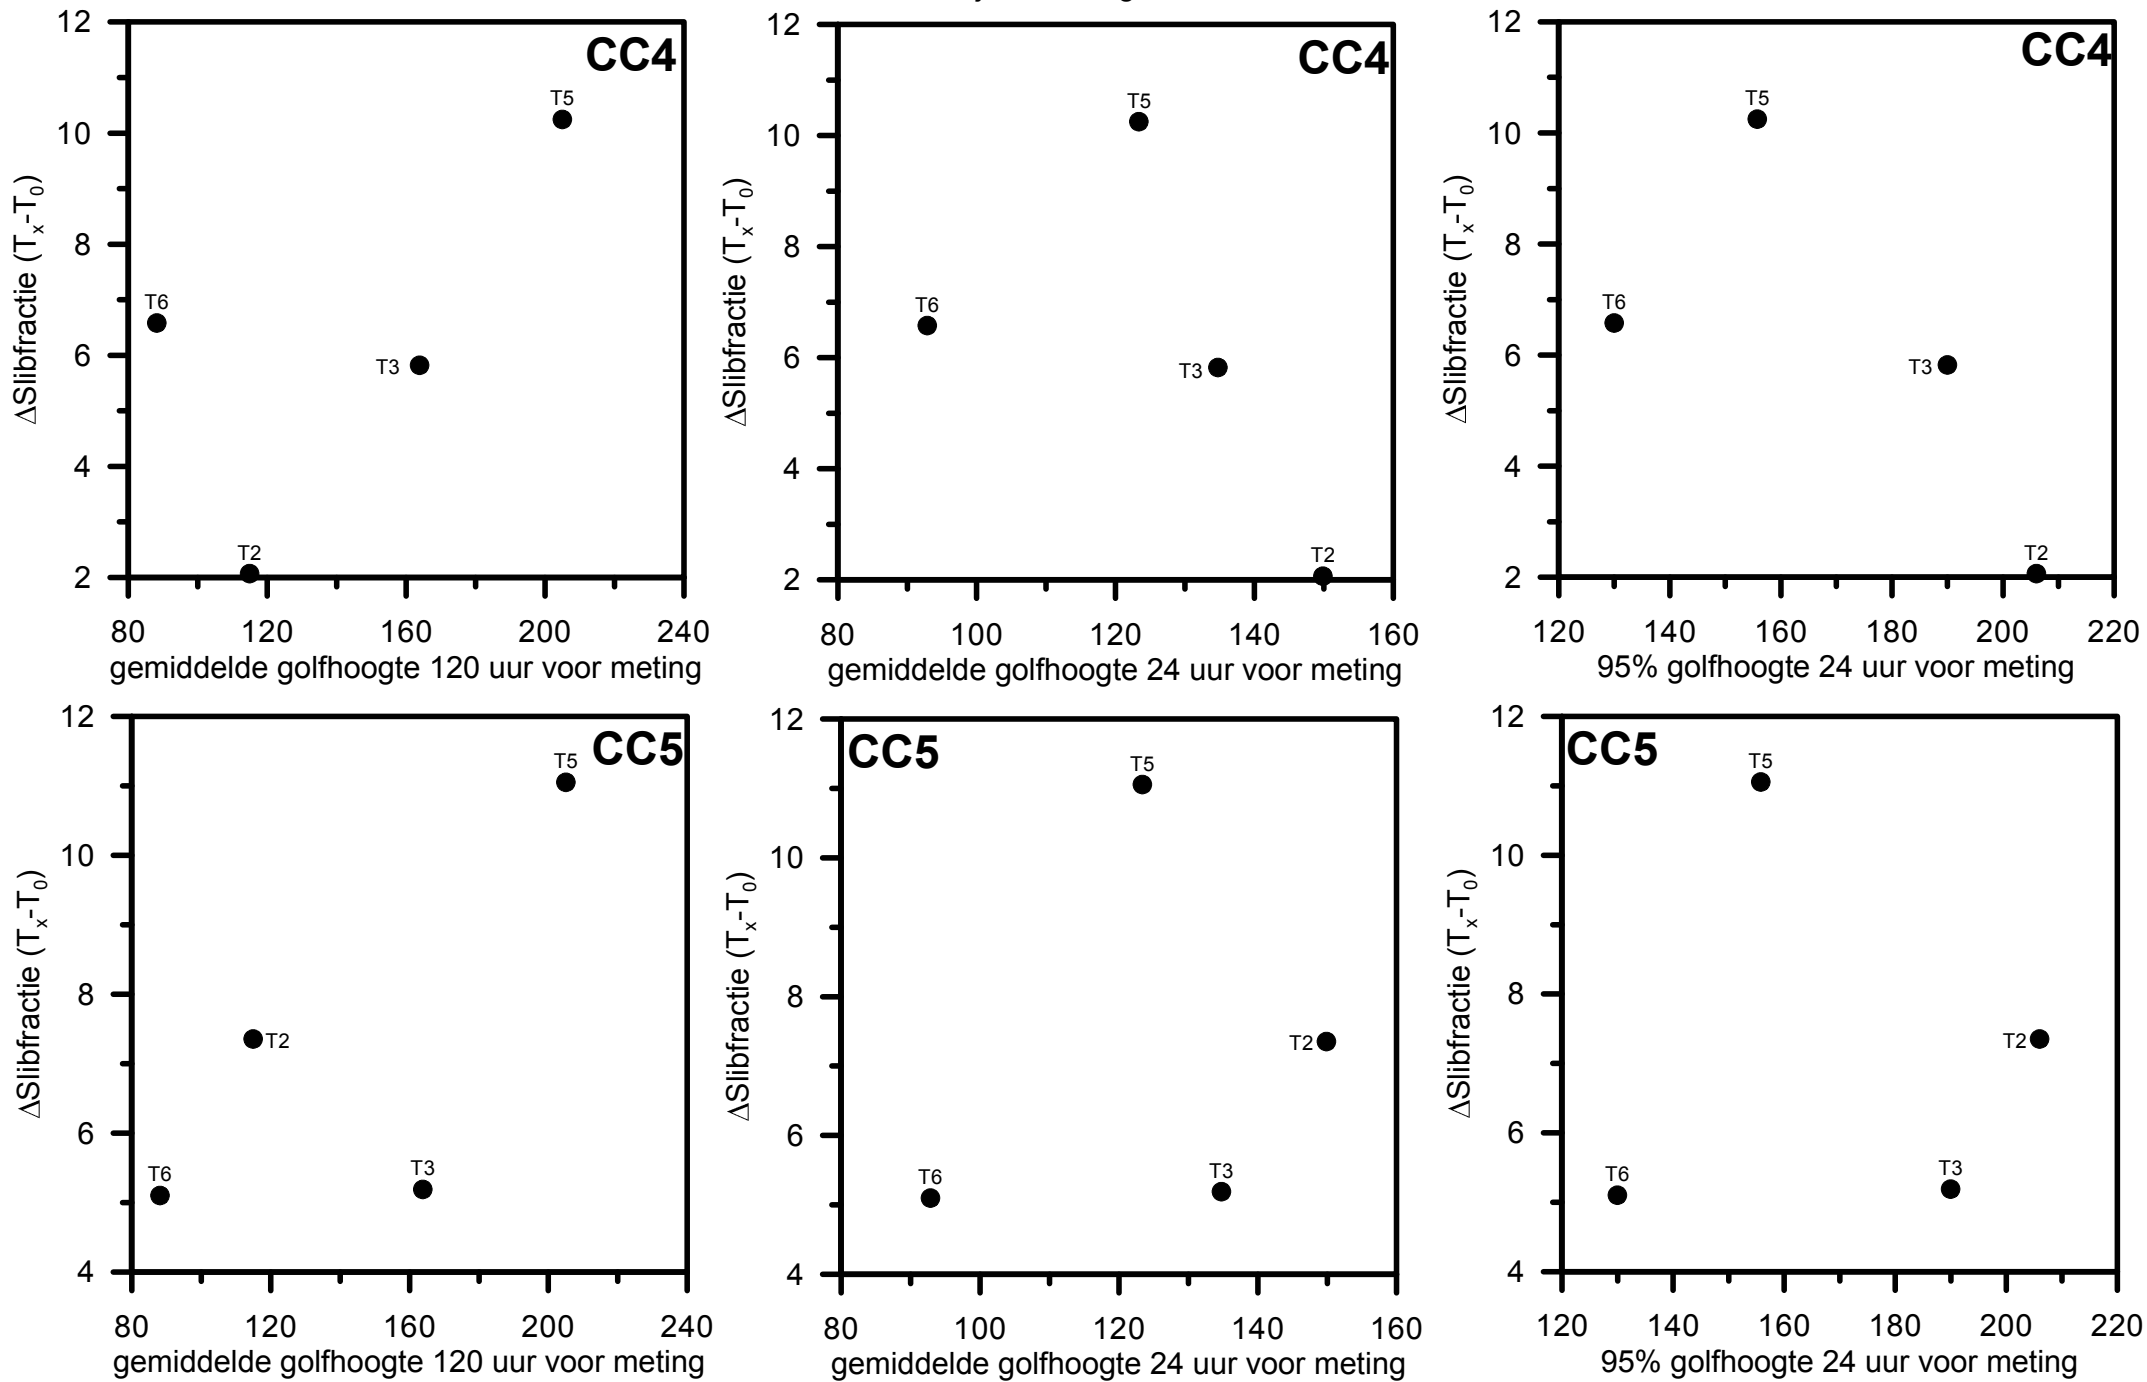 12
10
8
6
4
2
ΔSlibfractie (Tx-T0)
CC4
T5
T6
T3
T2
80 120 160 200 240
gemiddelde golfhoogte 120 uur voor meting
12
10
8
6
4
2
ΔSlibfractie (Tx-T0)
CC4
T5
T6
T3
T2
80 100 120 140 160
gemiddelde golfhoogte 24 uur voor meting
12
10
8
6
4
2
ΔSlibfractie (Tx-T0)
CC4
T5
T6
T3
T2
120 140 160 180 200 220
95% golfhoogte 24 uur voor meting
12
10
8
6
4
ΔSlibfractie (Tx-T0)
CC5
T5
T2
T6
T3
80 120 160 200 240
gemiddelde golfhoogte 120 uur voor meting
12
10
8
6
4
ΔSlibfractie (Tx-T0)
CC5
T5
T2
T6
T3
80 100 120 140 160
gemiddelde golfhoogte 24 uur voor meting
12
10
8
6
4
ΔSlibfractie (Tx-T0)
CC5
T5
T2
T6
T3
120 140 160 180 200 220
95% golfhoogte 24 uur voor meting